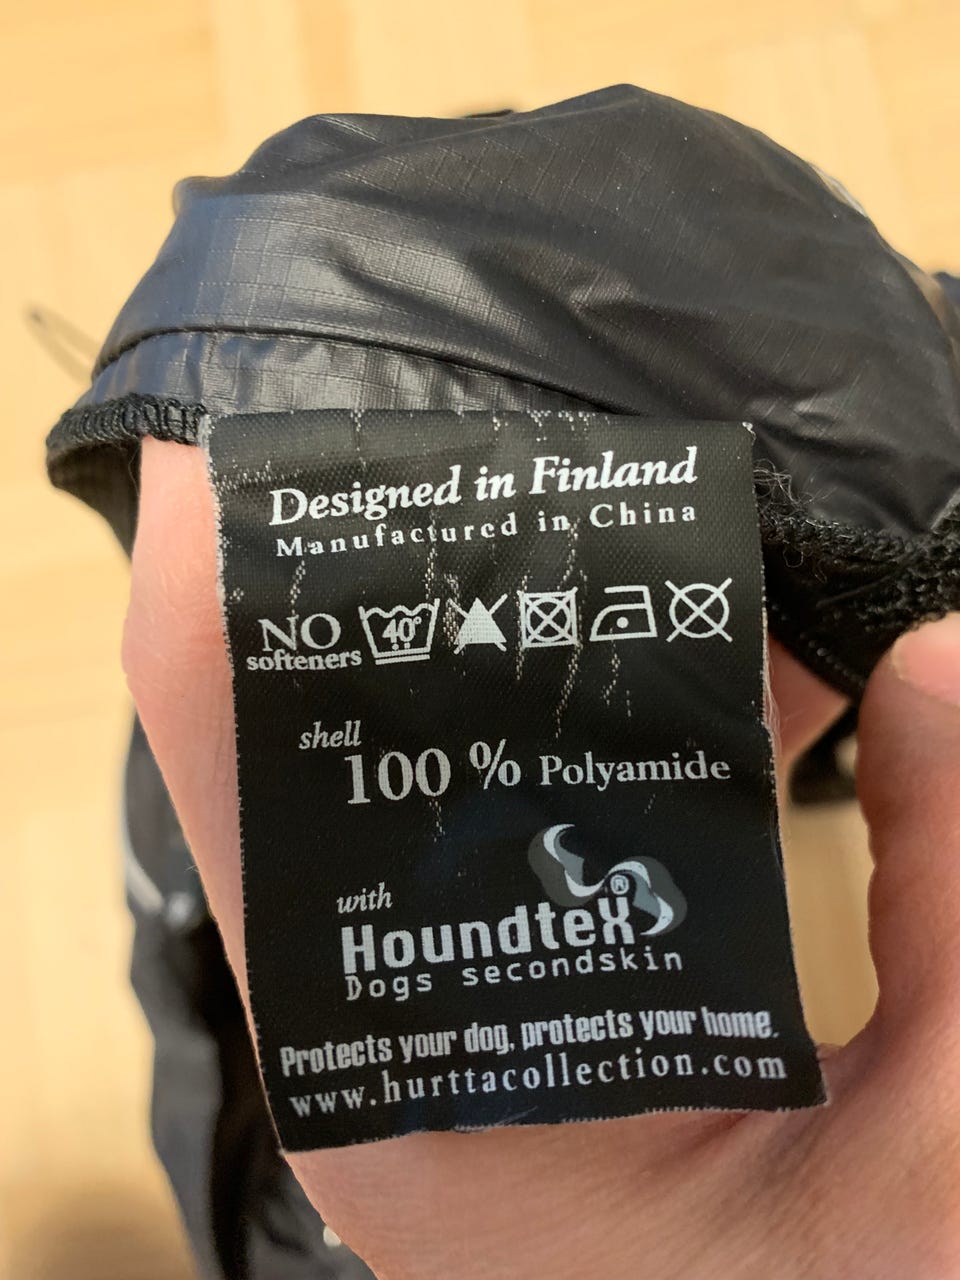 Designed in Finland
Manufactured in China
NO
softeners
40°
shell
100 % Polyamide
with
Houndtex®
Dogs secondskin
Protects your dog, protects your home.
www.hurttacollection.com